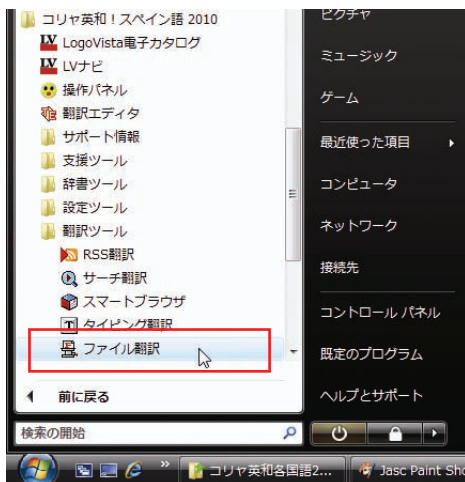 コリャ英和！スペイン語 2010
LogoVista電子カタログ
LVナビ
操作パネル
翻訳エディタ
サポート情報
支援ツール
辞書ツール
設定ツール
翻訳ツール
RSS翻訳
サーチ翻訳
スマートブラウザ
タイピング翻訳
ファイル翻訳
前に戻る
検索の開始
ピクチャ
ミュージック
ゲーム
最近使った項目
コンピュータ
ネットワーク
接続先
コントロール パネル
既定のプログラム
ヘルプとサポート
コリャ英和各国語2...
Jasc Paint Sho